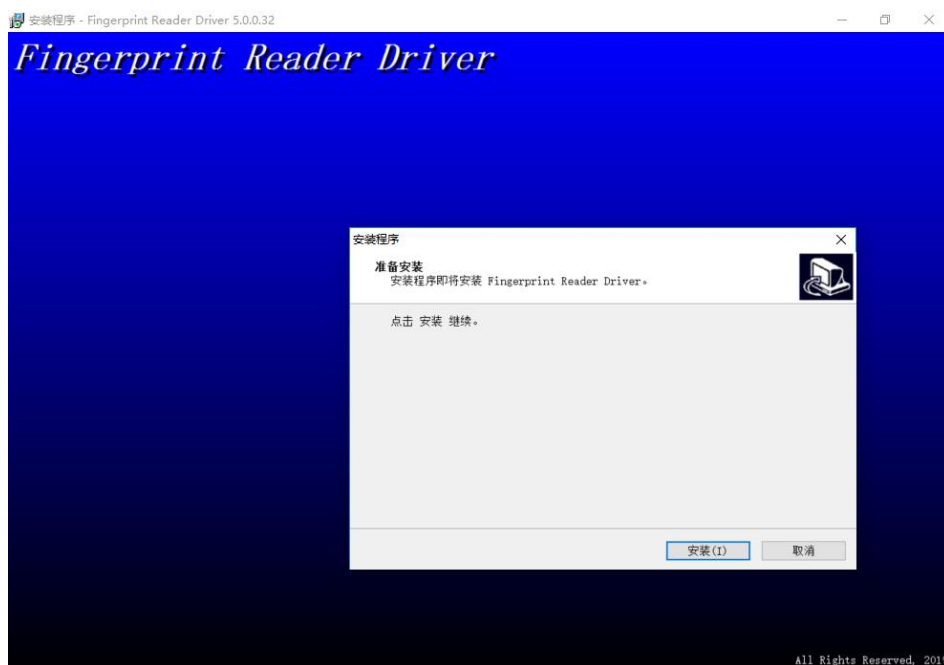 安装程序 - Fingerprint Reader Driver 5.0.0.32
Fingerprint Reader Driver
安装程序
准备安装
安装程序即将安装 Fingerprint Reader Driver。
点击 安装 继续。
安装(I)
取消
All Rights Reserved, 201